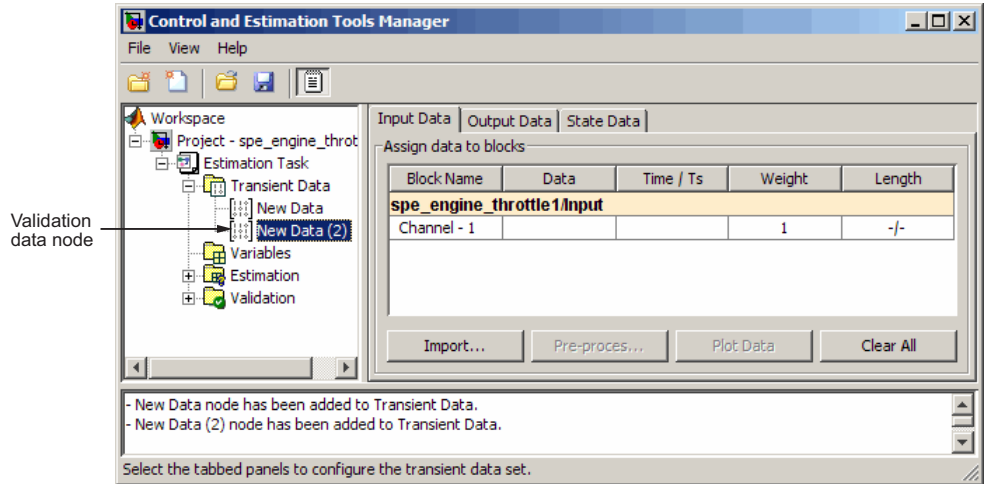 Control and Estimation Tools Manager
File View Help
Workspace
Project - spe_engine_throt
Estimation Task
Transient Data
New Data
New Data (2)
Variables
Estimation
Validation
Validation
data node
Input Data Output Data State Data
Assign data to blocks
Block Name Data Time / Ts Weight Length
spe_engine_throttle1/Input
Channel - 1 1 -/-
Import... Pre-proces... Plot Data Clear All
- New Data node has been added to Transient Data.
- New Data (2) node has been added to Transient Data.
Select the tabbed panels to configure the transient data set.